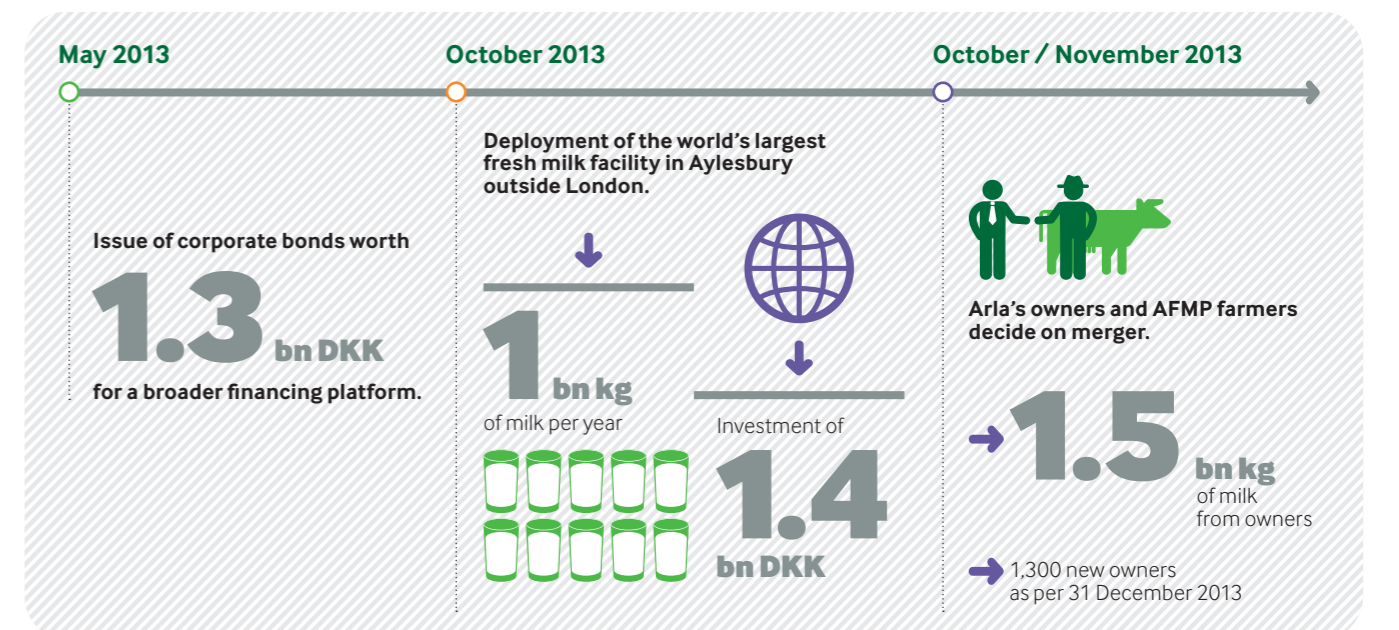 May 2013
Issue of corporate bonds worth
1.3 bn DKK
for a broader financing platform.
October 2013
Deployment of the world's largest
fresh milk facility in Aylesbury
outside London.
1 bn kg
of milk per year
Investment of
1.4
bn DKK
October / November 2013
Arla's owners and AFMP farmers
decide on merger.
1.5 bn kg
of milk
from owners
1,300 new owners
as per 31 December 2013